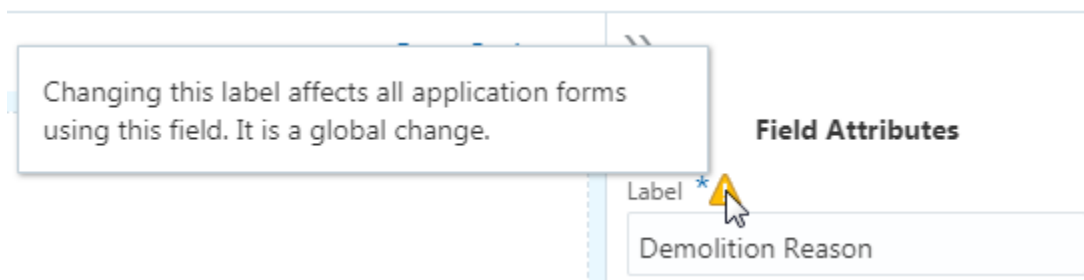 Changing this label affects all application forms
using this field. It is a global change.
Field Attributes
Label *
Demolition Reason